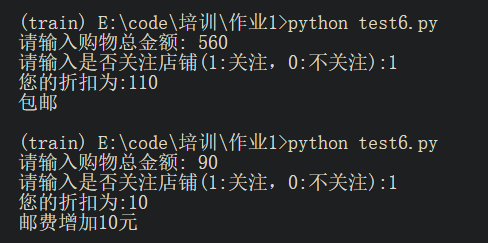 (train) E:\code\培训\作业1>python test6.py
请输入购物总金额: 560
请输入是否关注店铺(1:关注，0:不关注):1
您的折扣为:110
包邮
(train) E:\code\培训\作业1>python test6.py
请输入购物总金额: 90
请输入是否关注店铺(1:关注，0:不关注):1
您的折扣为:10
邮费增加10元